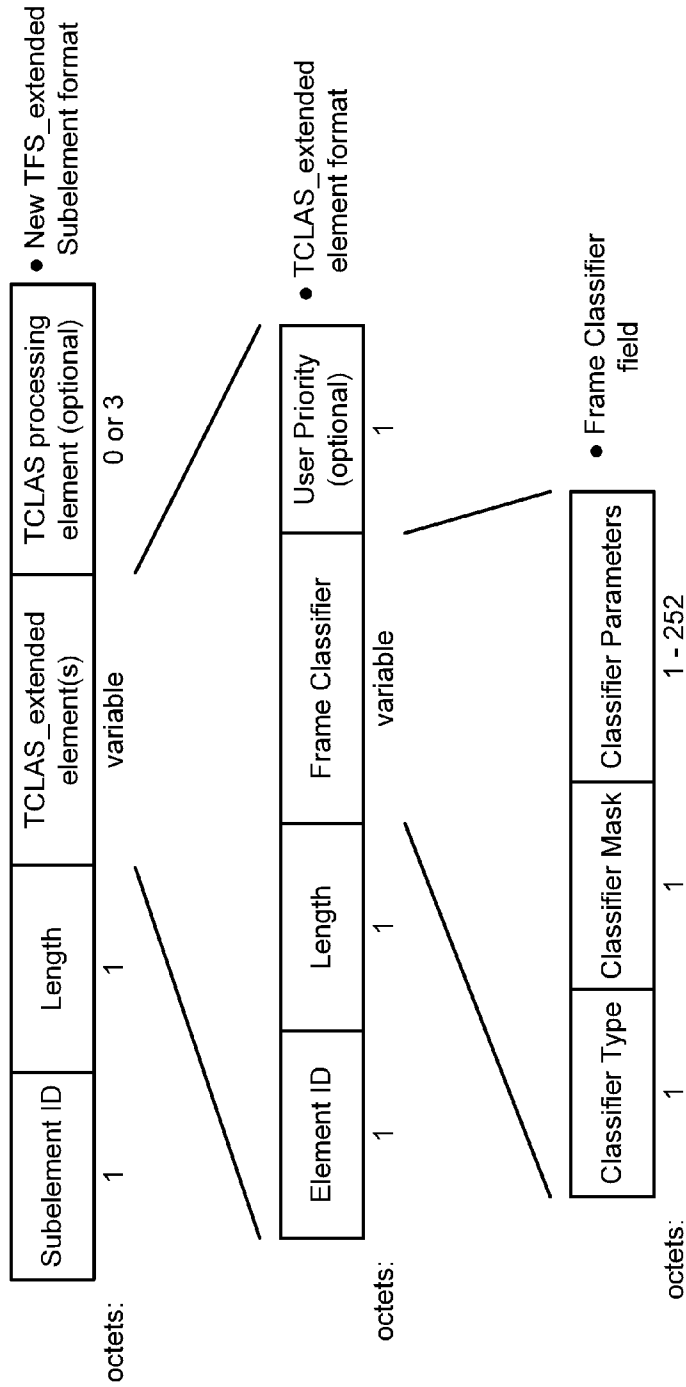 Subelement ID
Length
TCLAS_extended
element(s)
TCLAS processing
element (optional)
● New TFS_extended
Subelement format
octets:
1
1
variable
0 or 3
Element ID
Length
Frame Classifier
User Priority
(optional)
● TCLAS_extended
element format
octets:
1
1
variable
1
Classifier Type
Classifier Mask
Classifier Parameters
● Frame Classifier
field
octets:
1
1
1 - 252